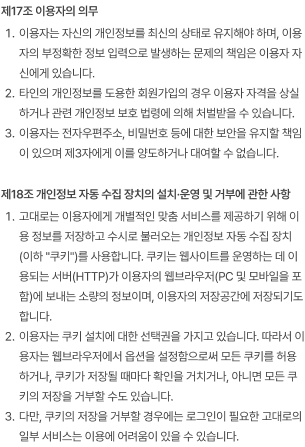 제17조 이용자의 의무
1. 이용자는 자신의 개인정보를 최신의 상태로 유지해야 하며, 이용
자의 부정확한 정보 입력으로 발생하는 문제의 책임은 이용자 자
신에게 있습니다.
2. 타인의 개인정보를 도용한 회원가입의 경우 이용자 자격을 상실
하거나 관련 개인정보 보호 법령에 의해 처벌받을 수 있습니다.
3. 이용자는 전자우편주소, 비밀번호 등에 대한 보안을 유지할 책임
이 있으며 제3자에게 이를 양도하거나 대여할 수 없습니다.
제18조 개인정보 자동 수집 장치의 설치·운영 및 거부에 관한 사항
1. 고대로는 이용자에게 개별적인 맞춤 서비스를 제공하기 위해 이
용 정보를 저장하고 수시로 불러오는 개인정보 자동 수집 장치
(이하 "쿠키")를 사용합니다. 쿠키는 웹사이트를 운영하는 데 이
용되는 서버(HTTP)가 이용자의 웹브라우저(PC 및 모바일을 포
함)에 보내는 소량의 정보이며, 이용자의 저장공간에 저장되기도
합니다.
2. 이용자는 쿠키 설치에 대한 선택권을 가지고 있습니다. 따라서 이
용자는 웹브라우저에서 옵션을 설정함으로써 모든 쿠키를 허용
하거나, 쿠키가 저장될 때마다 확인을 거치거나, 아니면 모든 쿠
키의 저장을 거부할 수도 있습니다.
3. 다만, 쿠키의 저장을 거부할 경우에는 로그인이 필요한 고대로의
일부 서비스는 이용에 어려움이 있을 수 있습니다.